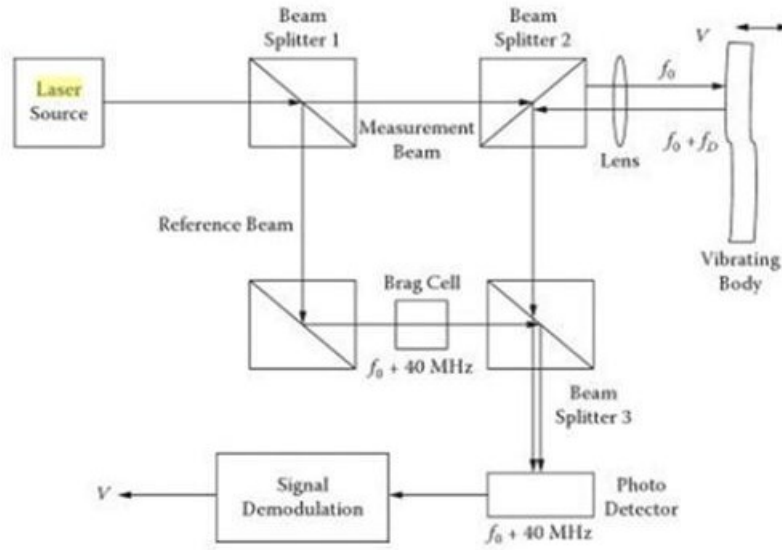 Beam
Splitter 1
Beam
Splitter 2
V
Laser
Source
f₀
Measurement
Beam
f₀ + f_D
Lens
Reference Beam
Vibrating
Body
Brag Cell
f₀ + 40 MHz
Beam
Splitter 3
V
Signal
Demodulation
Photo
Detector
f₀ + 40 MHz